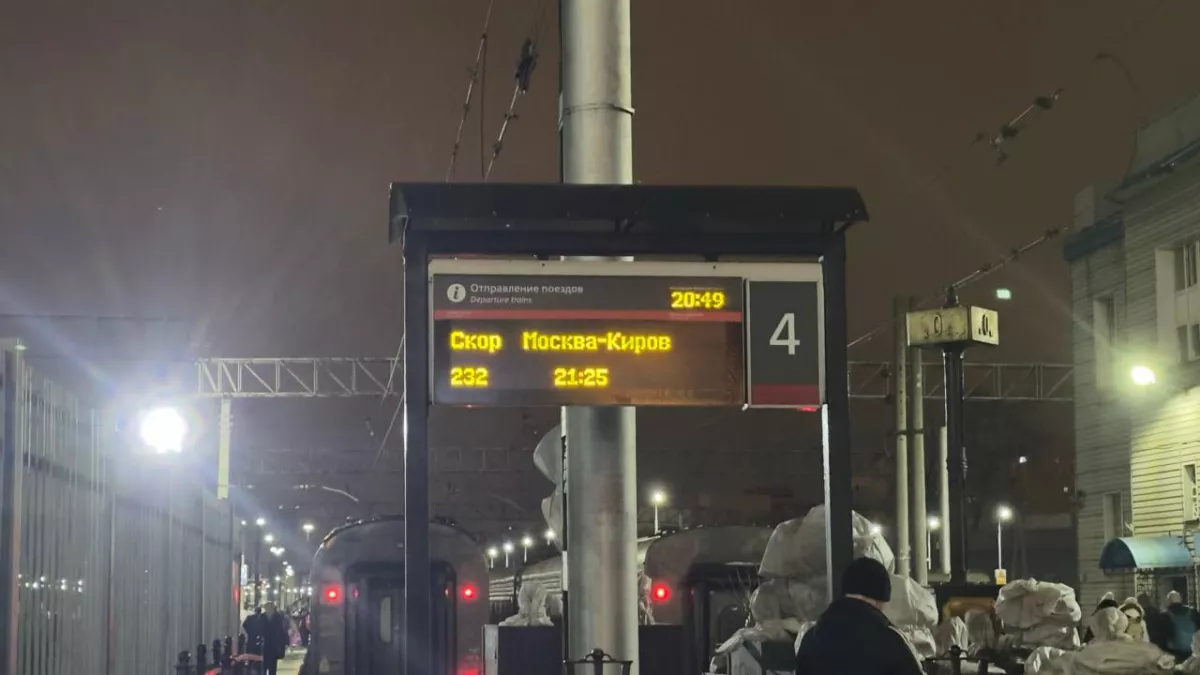 Отправление поездов
Departure trains
20:49
Скор Москва-Киров
232 21:25
4